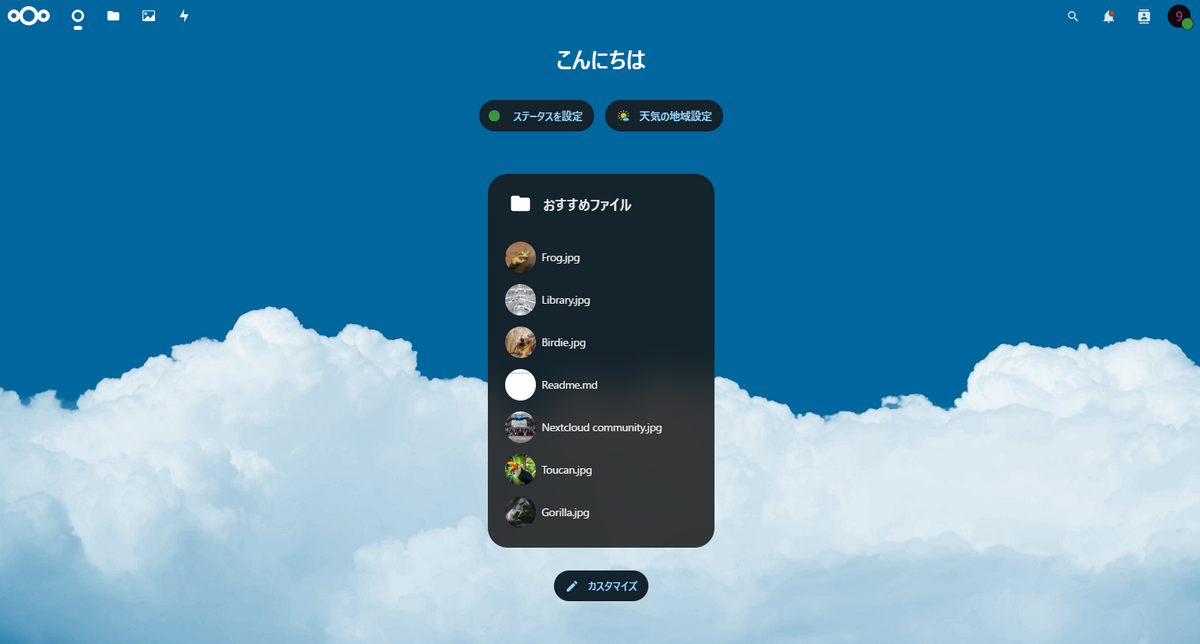 9
こんにちは
ステータスを設定
天気の地域設定
おすすめファイル
Frog.jpg
Library.jpg
Birdie.jpg
Readme.md
Nextcloud community.jpg
Toucan.jpg
Gorilla.jpg
カスタマイズ